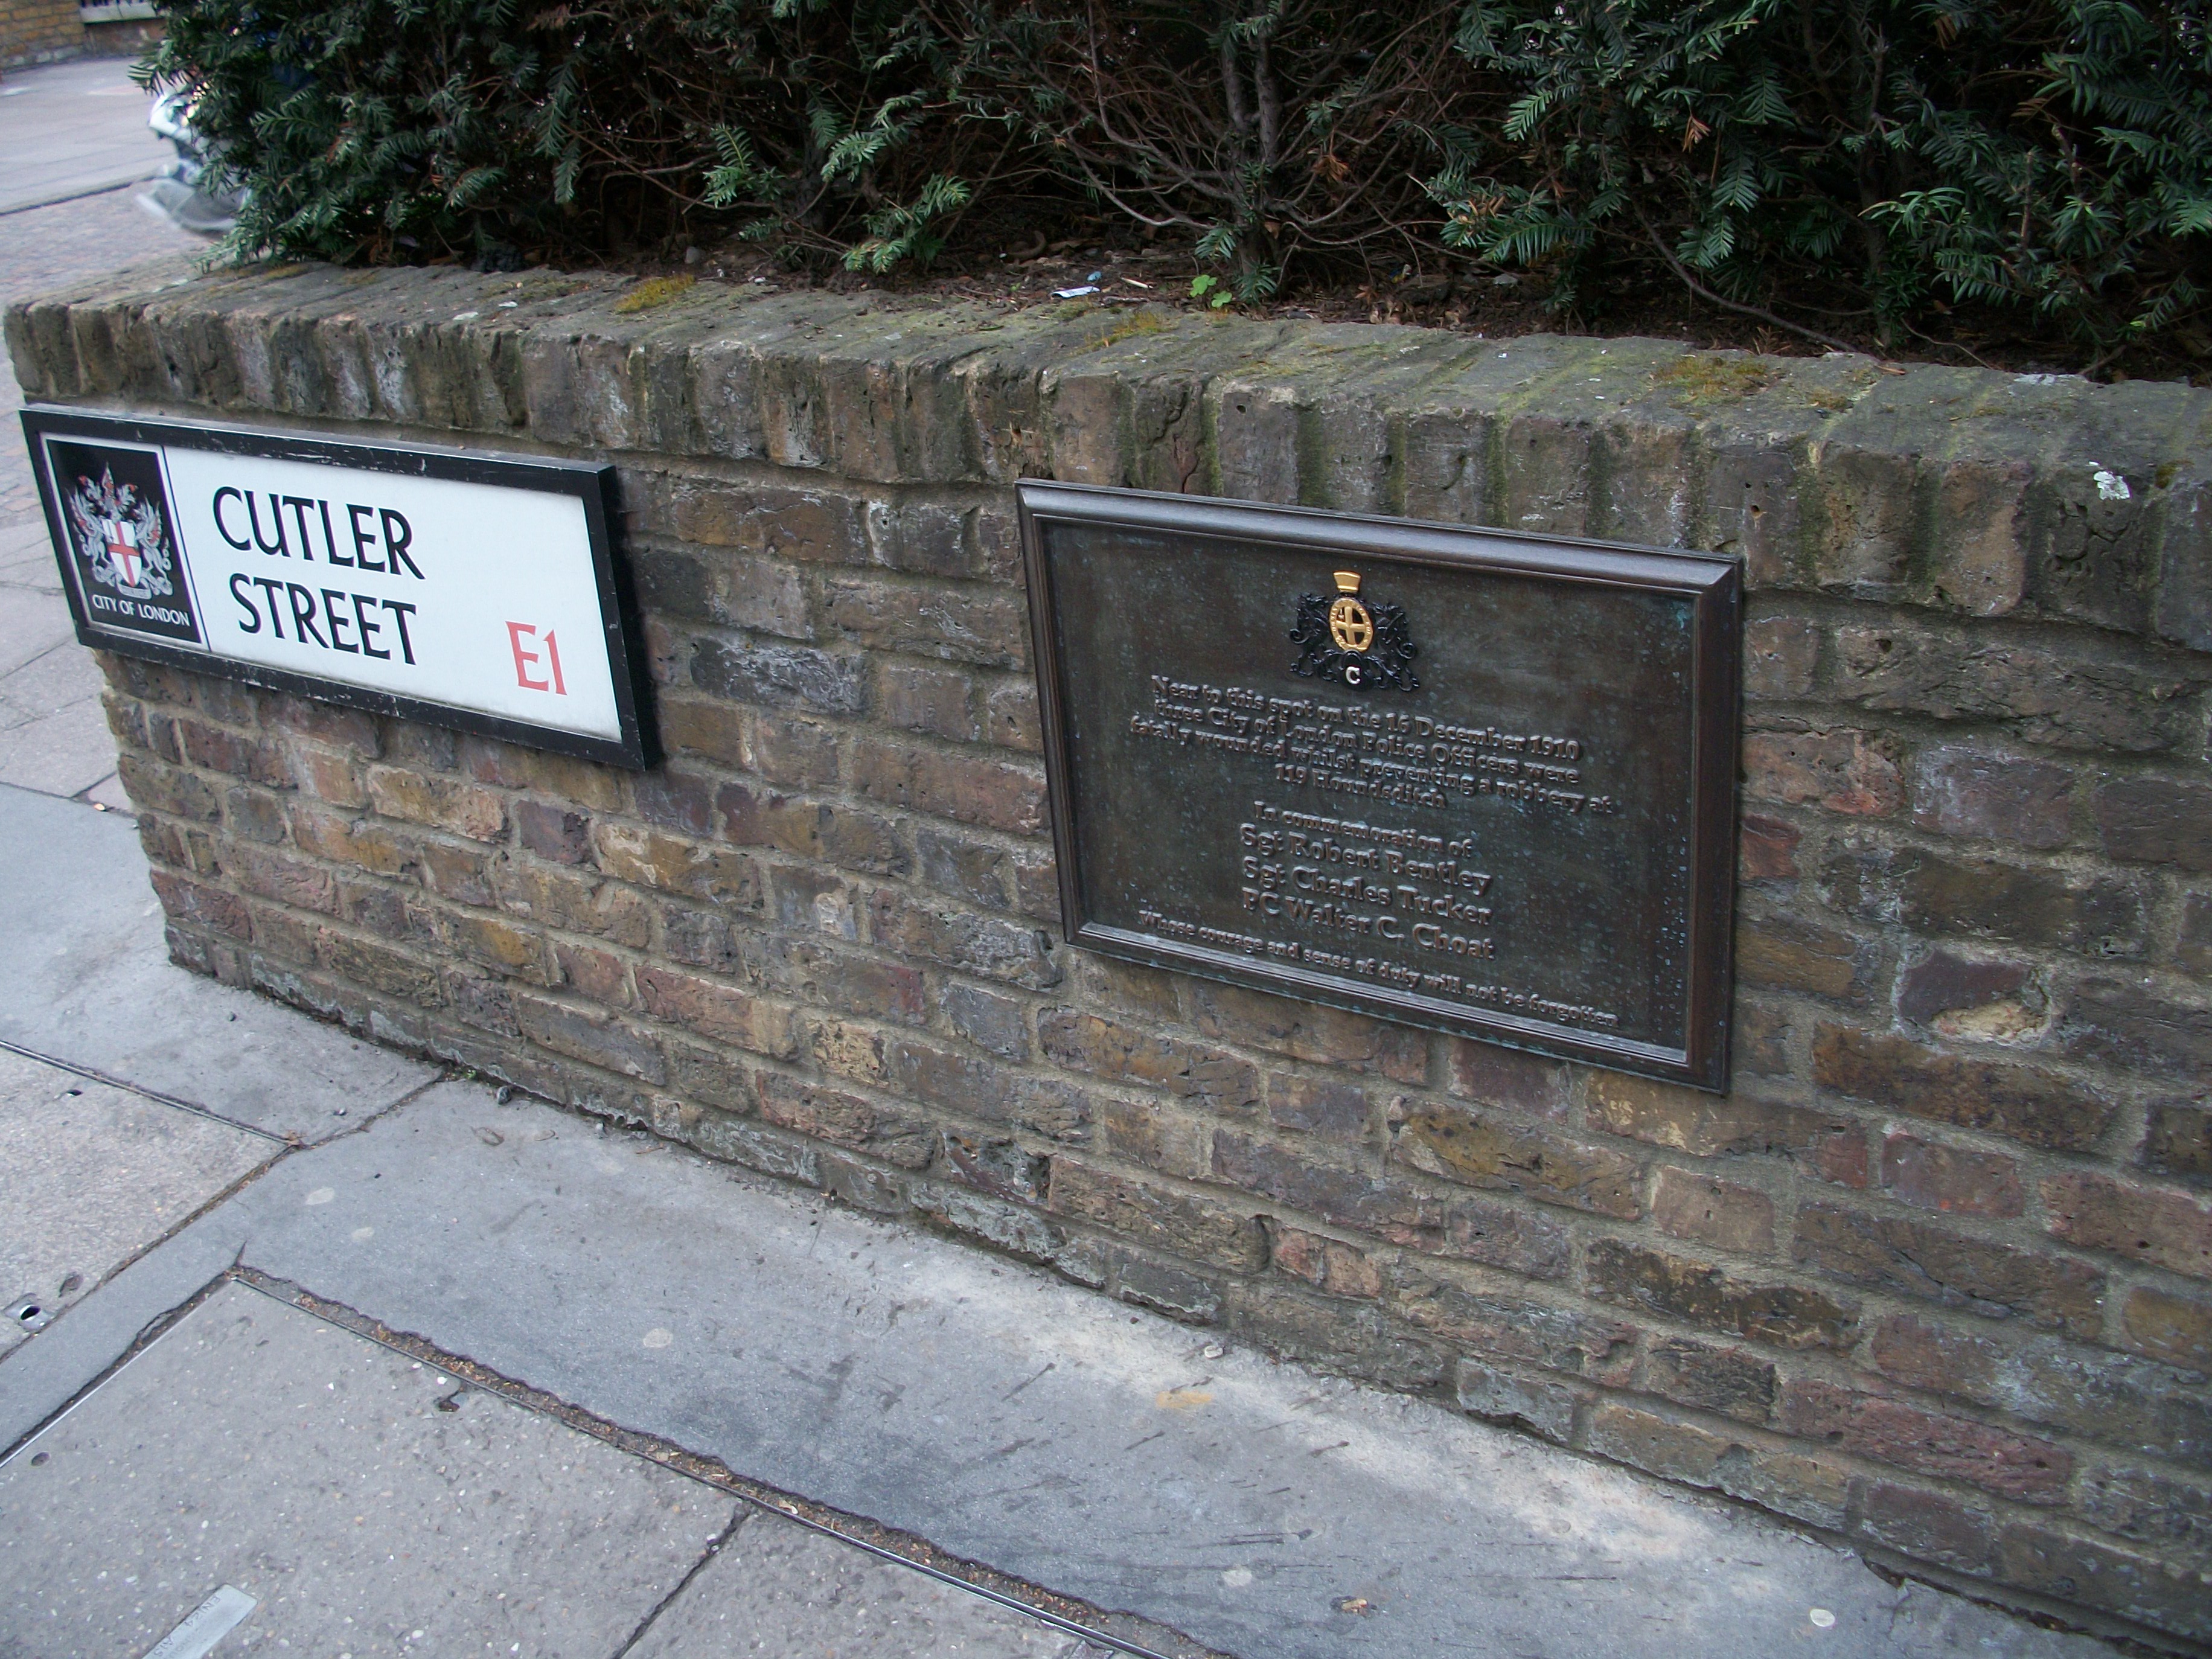 CITY OF LONDON
CUTLER
STREET
E1
C
Near to this spot on the 16 December 1910
three City of London Police Officers were
fatally wounded whilst preventing a robbery at
119 Houndsditch
In commemoration of
Sgt Robert Bentley
Sgt Charles Tucker
PC Walter C. Choat
Whose courage and sense of duty will not be forgotten